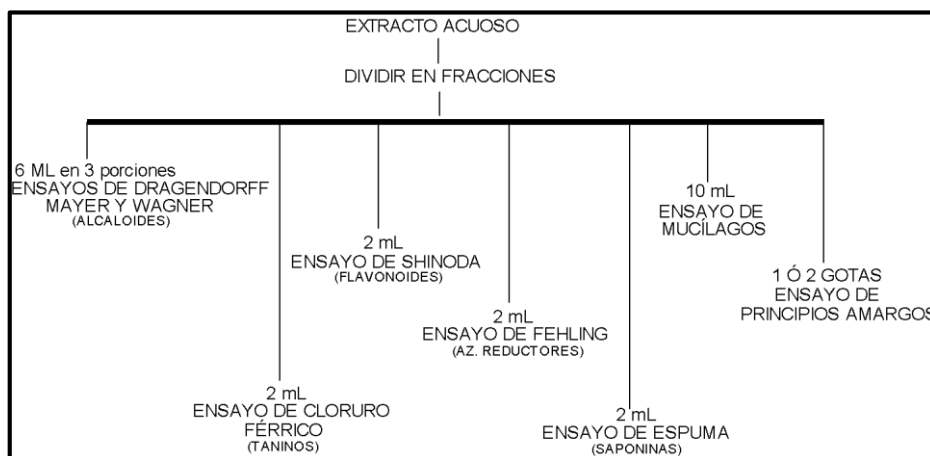 EXTRACTO ACUOSO
DIVIDIR EN FRACCIONES
6 ML en 3 porciones
ENSAYOS DE DRAGENDORFF
MAYER Y WAGNER
(ALCALOIDES)
2 mL
ENSAYO DE CLORURO
FÉRRICO
(TANINOS)
2 mL
ENSAYO DE SHINODA
(FLAVONOIDES)
2 mL
ENSAYO DE FEHLING
(AZ. REDUCTORES)
2 mL
ENSAYO DE ESPUMA
(SAPONINAS)
10 mL
ENSAYO DE
MUCÍLAGOS
1 Ó 2 GOTAS
ENSAYO DE
PRINCIPIOS AMARGOS